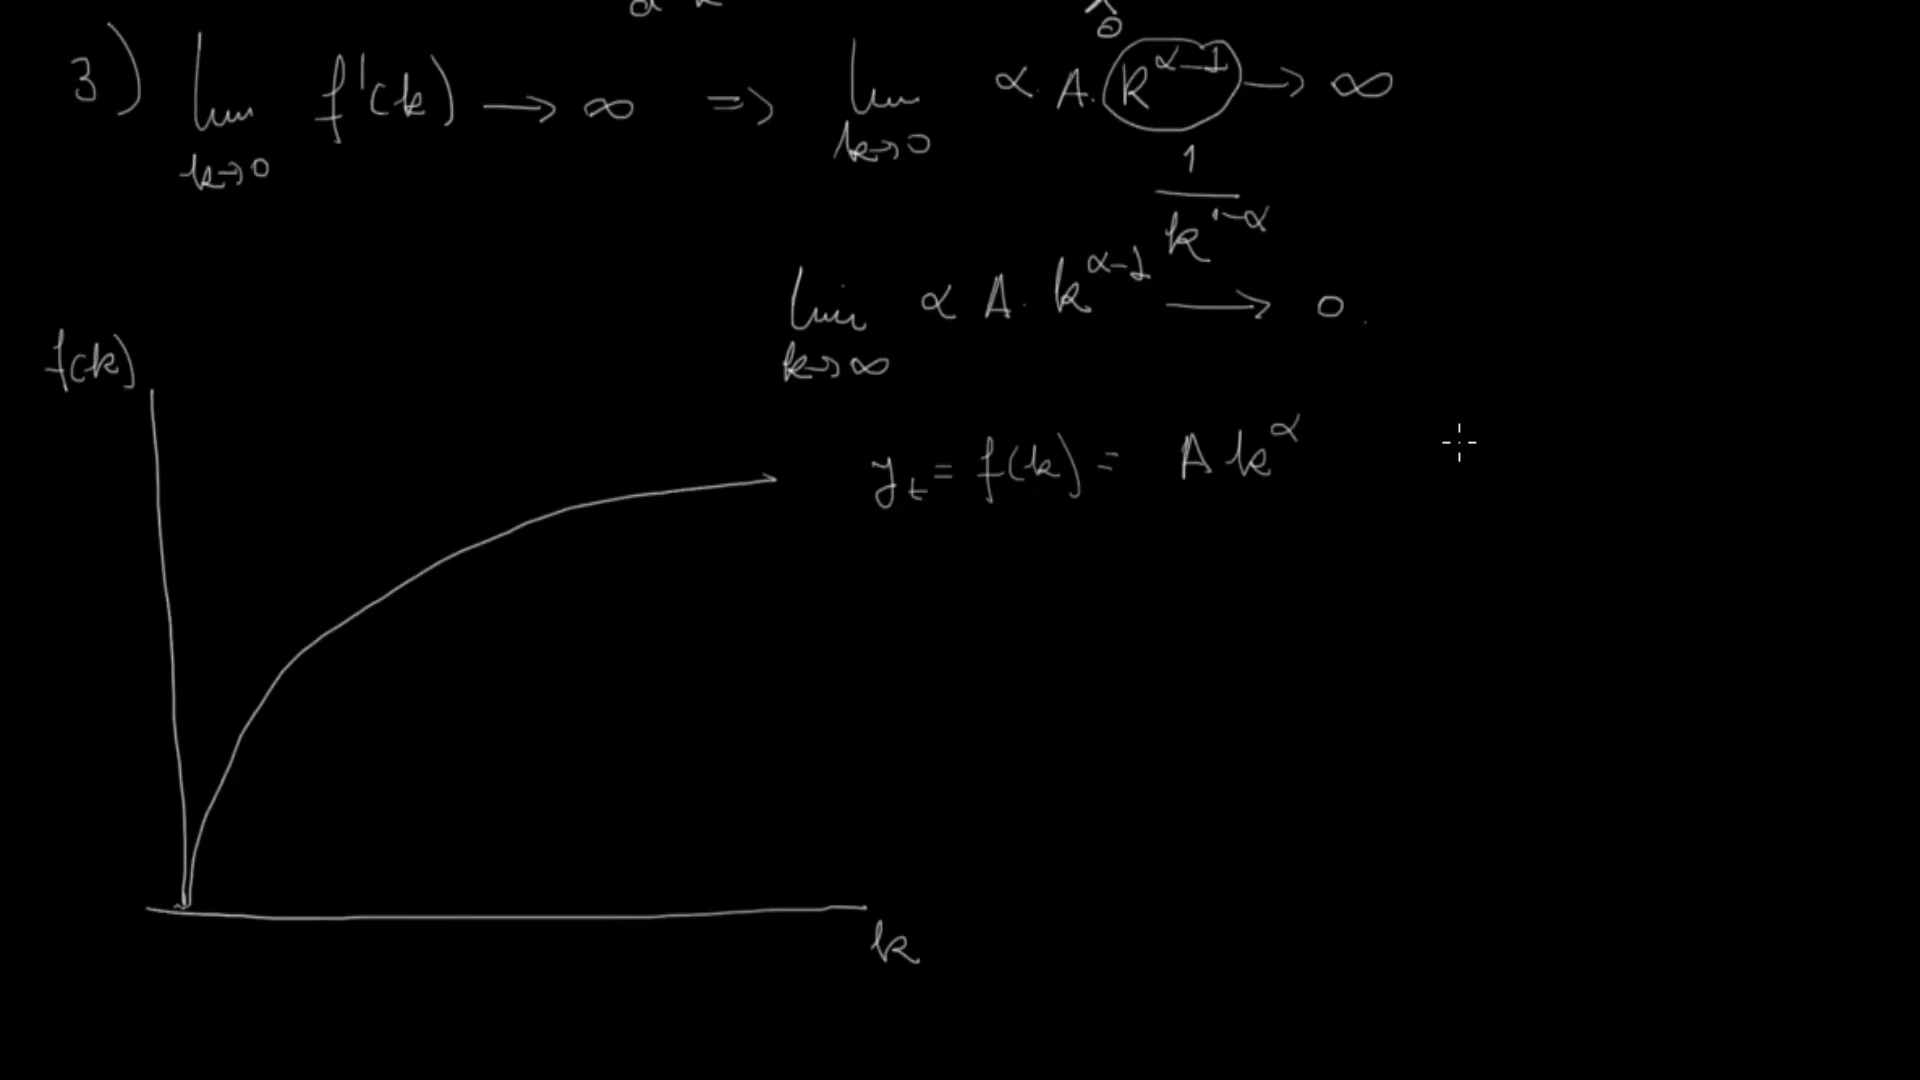 3) lim f'(k) → ∞ => lim α. A. k^{α-1} → ∞
k→0 k→0
1
k^{1-α}
lim α A. k^{α-1} → 0.
k→∞
f(k)
y_t = f(k) = A k^α
k